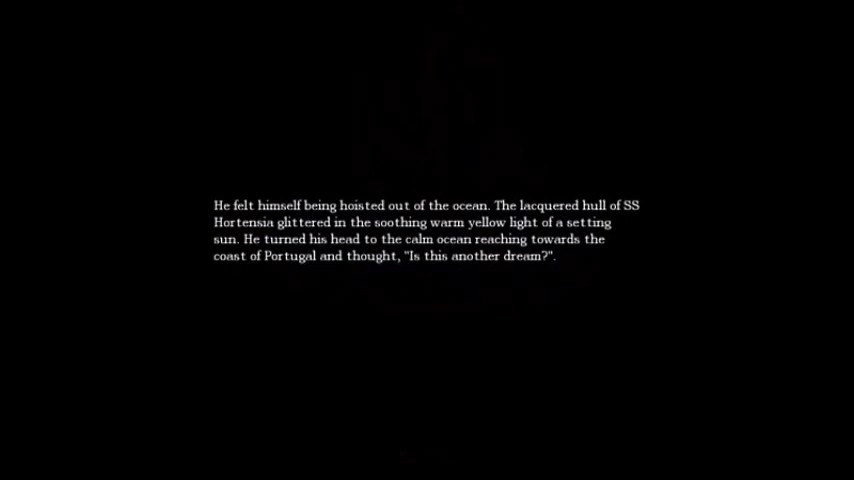 He felt himself being hoisted out of the ocean. The lacquered hull of SS
Hortensia glittered in the soothing warm yellow light of a setting
sun. He turned his head to the calm ocean reaching towards the
coast of Portugal and thought, "Is this another dream?".